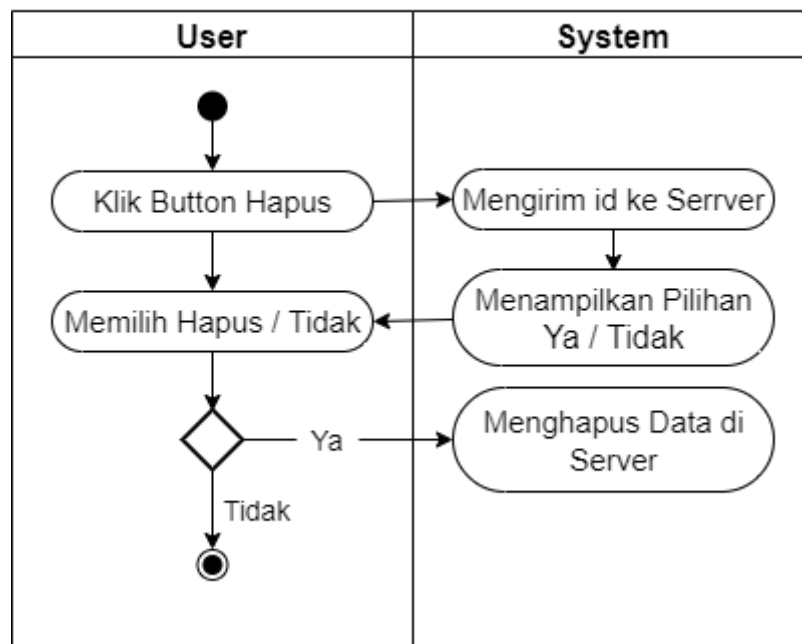 User
System
Klik Button Hapus
Mengirim id ke Serrver
Memilih Hapus / Tidak
Menampilkan Pilihan
Ya / Tidak
Ya
Menghapus Data di
Server
Tidak